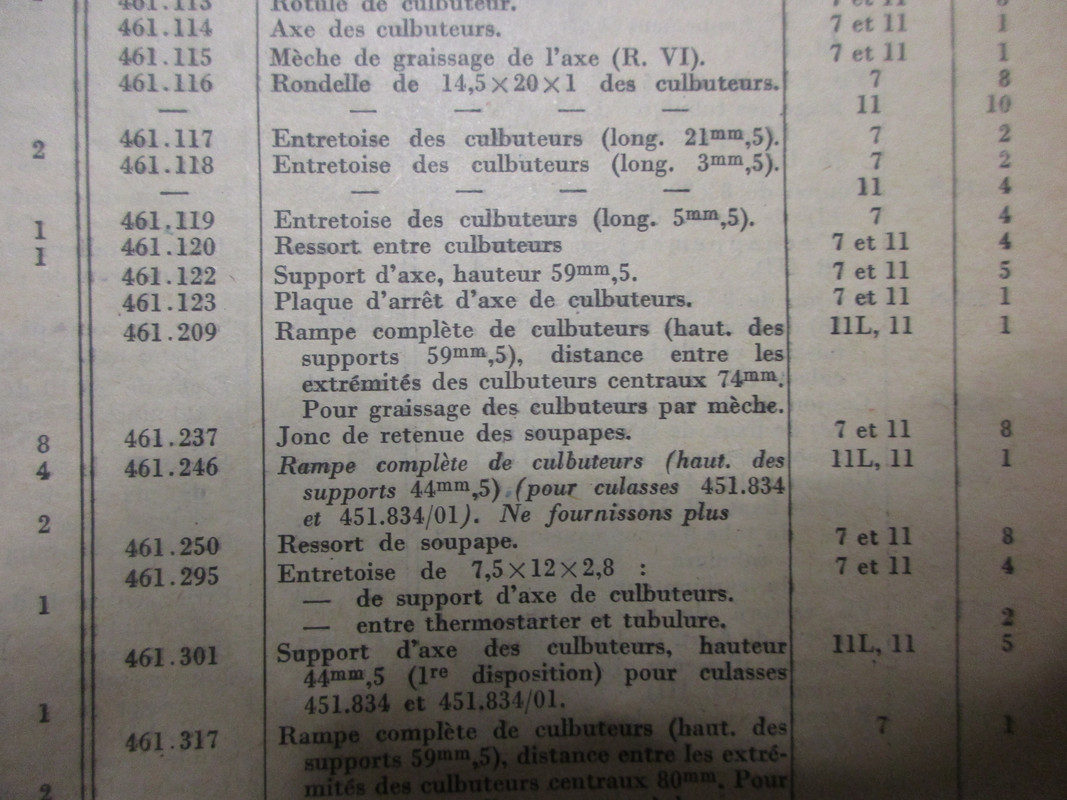 461.113 Rotule de culbuteur. 7 et 11
461.114 Axe des culbuteurs. 7 et 11 1
461.115 Mèche de graissage de l'axe (R. VI). 7 et 11 1
461.116 Rondelle de 14,5×20×1 des culbuteurs. 7 8
— — — — — 11 10
2 461.117 Entretoise des culbuteurs (long. 21mm,5). 7 2
461.118 Entretoise des culbuteurs (long. 3mm,5). 7 2
— — — — — 11 4
1 461.119 Entretoise des culbuteurs (long. 5mm,5). 7 4
1 461.120 Ressort entre culbuteurs 7 et 11 4
461.122 Support d'axe, hauteur 59mm,5. 7 et 11 5
461.123 Plaque d'arrêt d'axe de culbuteurs. 7 et 11 1
461.209 Rampe complète de culbuteurs (haut. des 11L, 11 1
supports 59mm,5), distance entre les
extrémités des culbuteurs centraux 74mm.
Pour graissage des culbuteurs par mèche.
8 461.237 Jonc de retenue des soupapes. 7 et 11 8
4 461.246 Rampe complète de culbuteurs (haut. des 11L, 11 1
supports 44mm,5) (pour culasses 451.834
2 et 451.834/01). Ne fournissons plus
461.250 Ressort de soupape. 7 et 11 8
461.295 Entretoise de 7,5×12×2,8 : 7 et 11 4
1 — de support d'axe de culbuteurs.
— entre thermostarter et tubulure. 2
461.301 Support d'axe des culbuteurs, hauteur 11L, 11 5
44mm,5 (1re disposition) pour culasses
1 451.834 et 451.834/01.
461.317 Rampe complète de culbuteurs (haut. des 7 1
supports 59mm,5), distance entre les extré-
2 mités des culbuteurs centraux 80mm. Pour